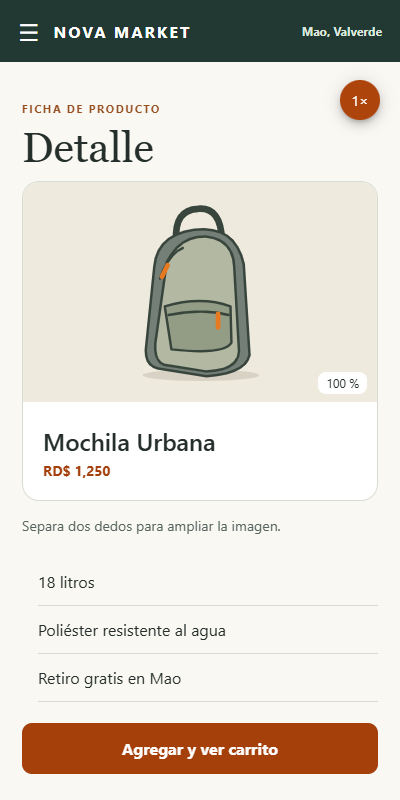 NOVA MARKET
Mao, Valverde
1×
FICHA DE PRODUCTO
Detalle
100 %
Mochila Urbana
RD$ 1,250
Separa dos dedos para ampliar la imagen.
18 litros
Poliéster resistente al agua
Retiro gratis en Mao
Agregar y ver carrito